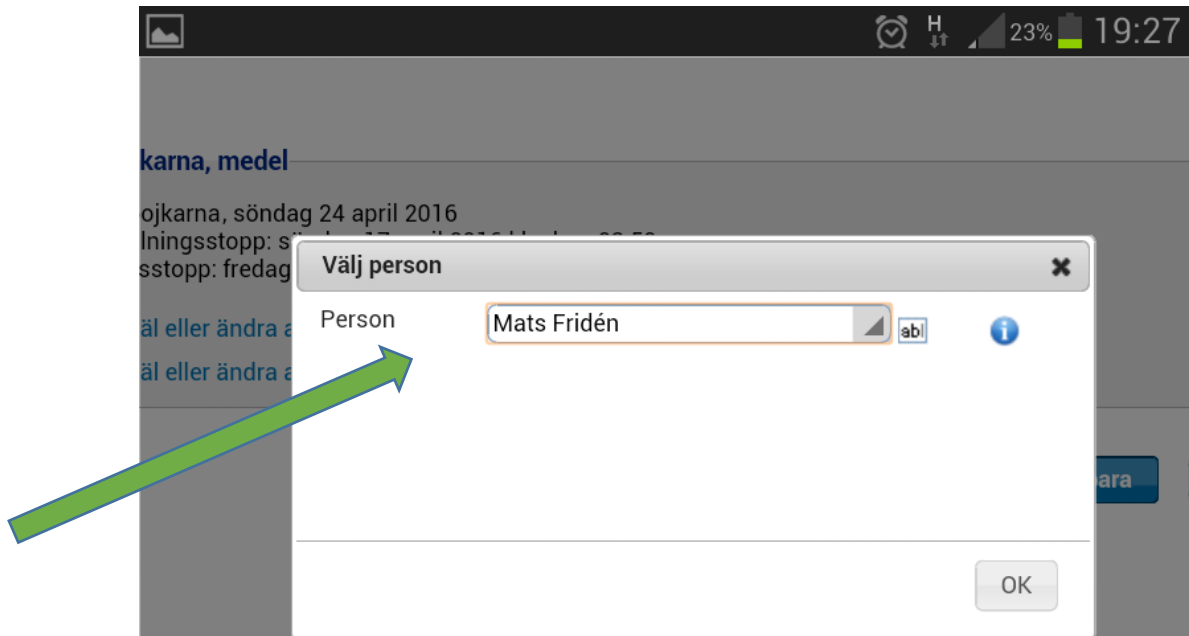 H 23% 19:27
karna, medel
ojkarna, söndag 24 april 2016
lningsstopp: s
sstopp: fredag
Välj person
Person Mats Fridén abl i
äl eller ändra a
äl eller ändra a
ara
OK